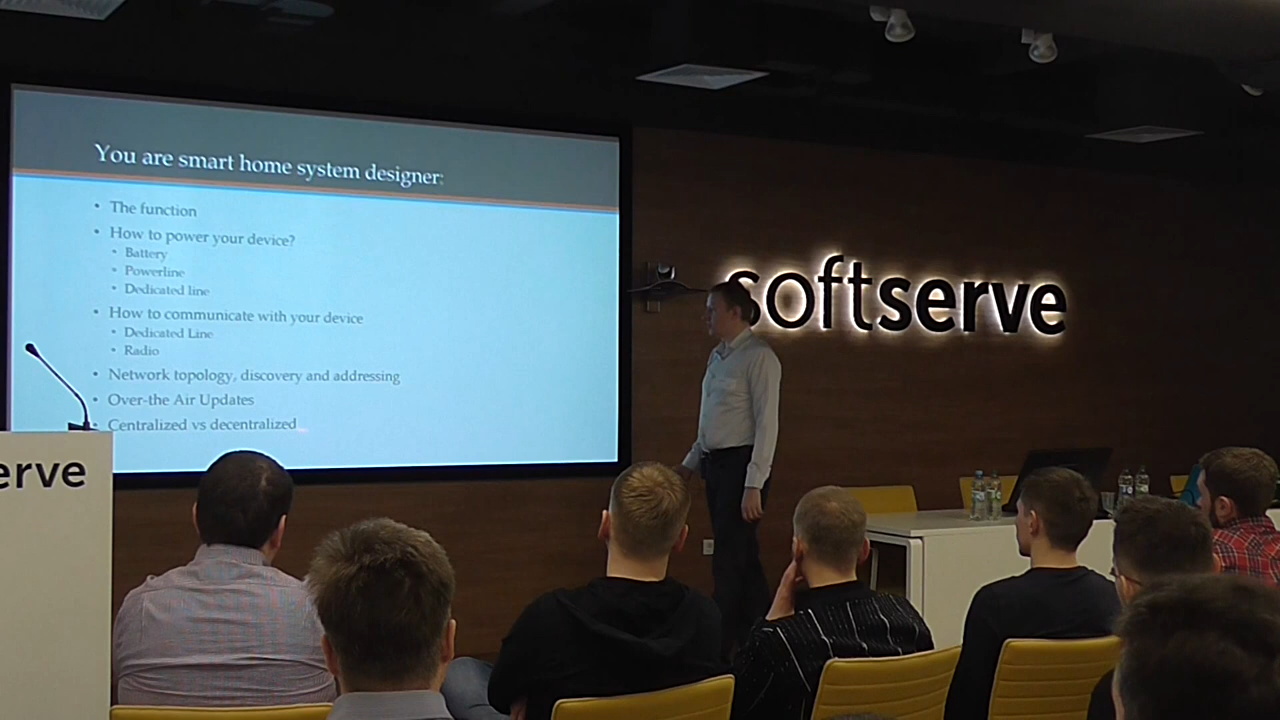 You are smart home system designer:
• The function
• How to power your device?
• Battery
• Powerline
• Dedicated line
• How to communicate with your device
• Dedicated Line
• Radio
• Network topology, discovery and addressing
• Over-the Air Updates
• Centralized vs decentralized
softserve
erve